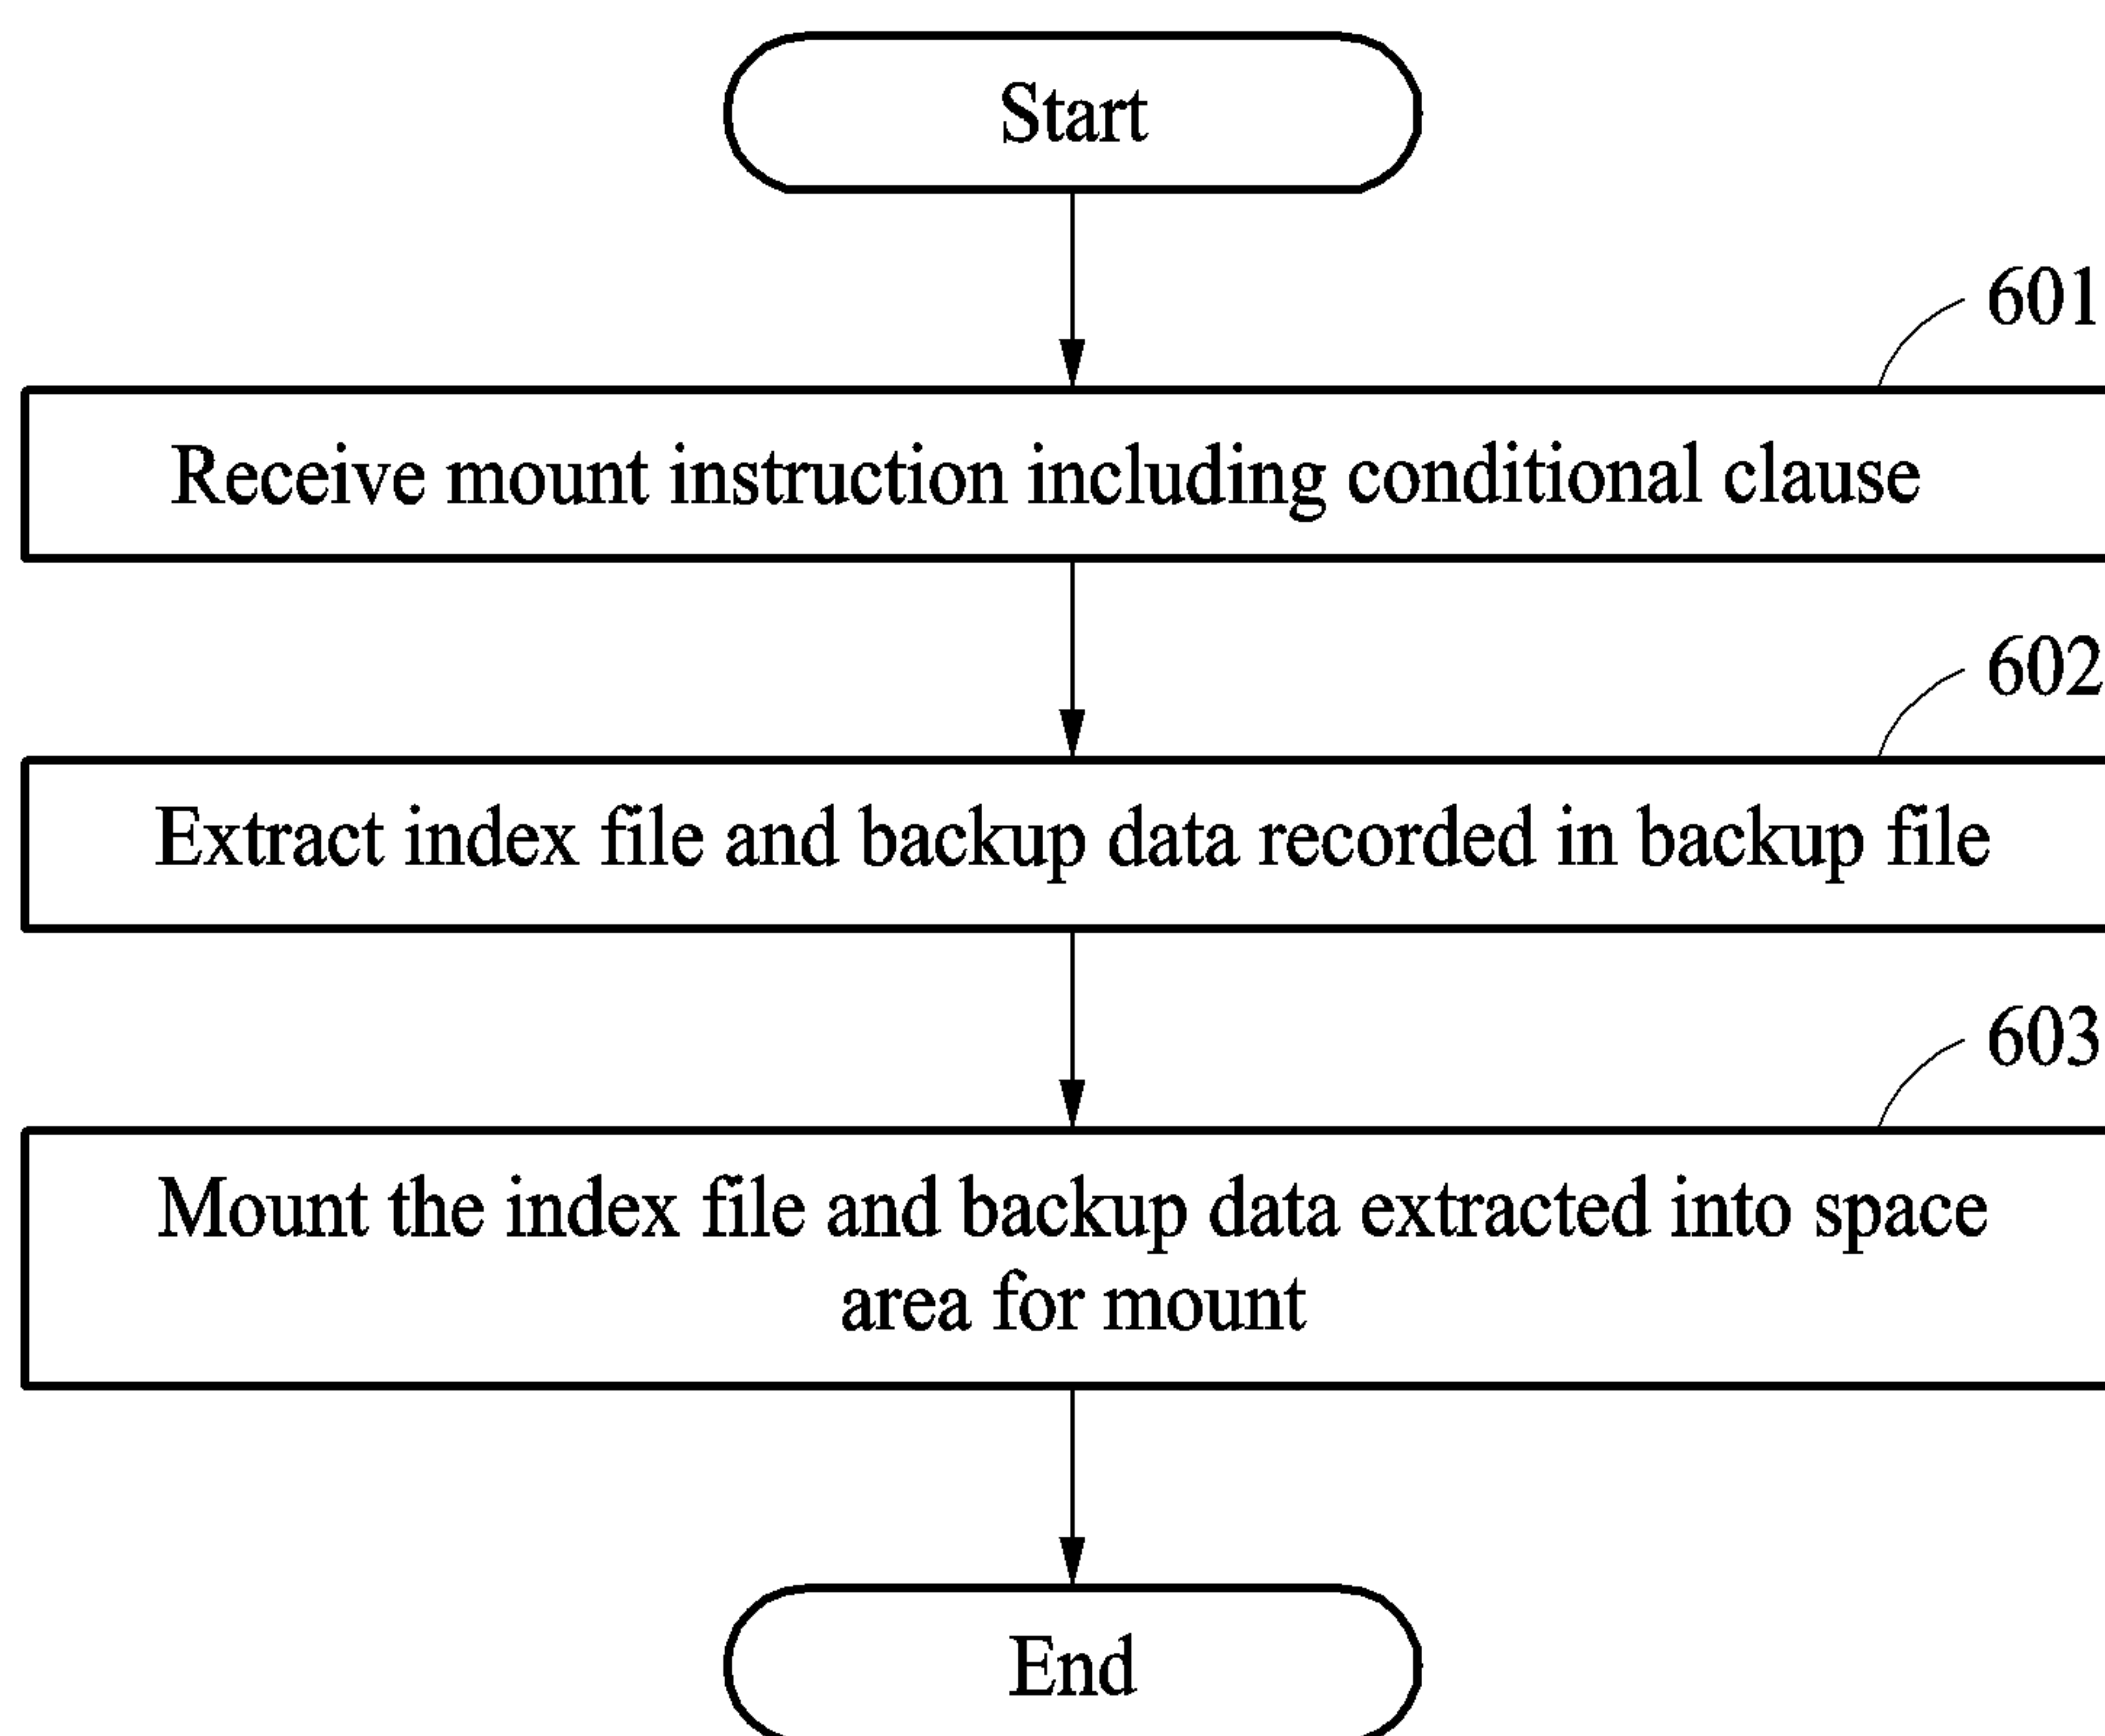 Start
601
Receive mount instruction including conditional clause
602
Extract index file and backup data recorded in backup file
603
Mount the index file and backup data extracted into space
area for mount
End